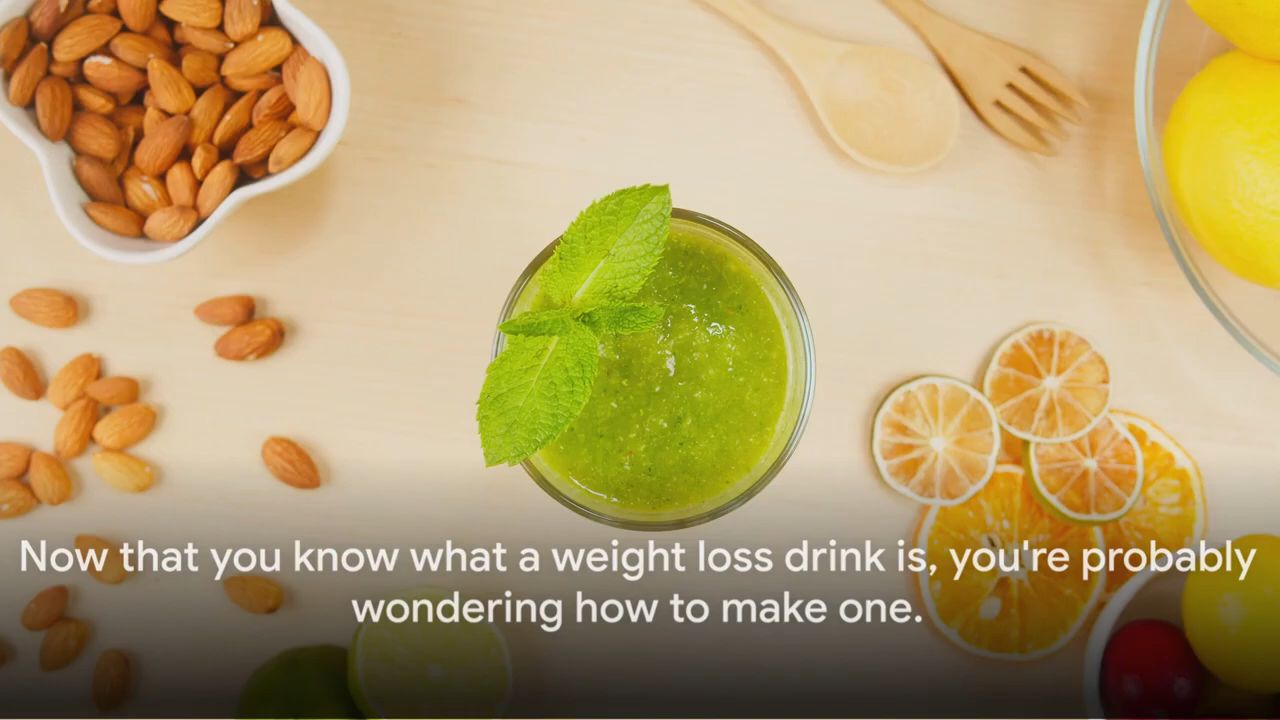 Now that you know what a weight loss drink is, you're probably
wondering how to make one.